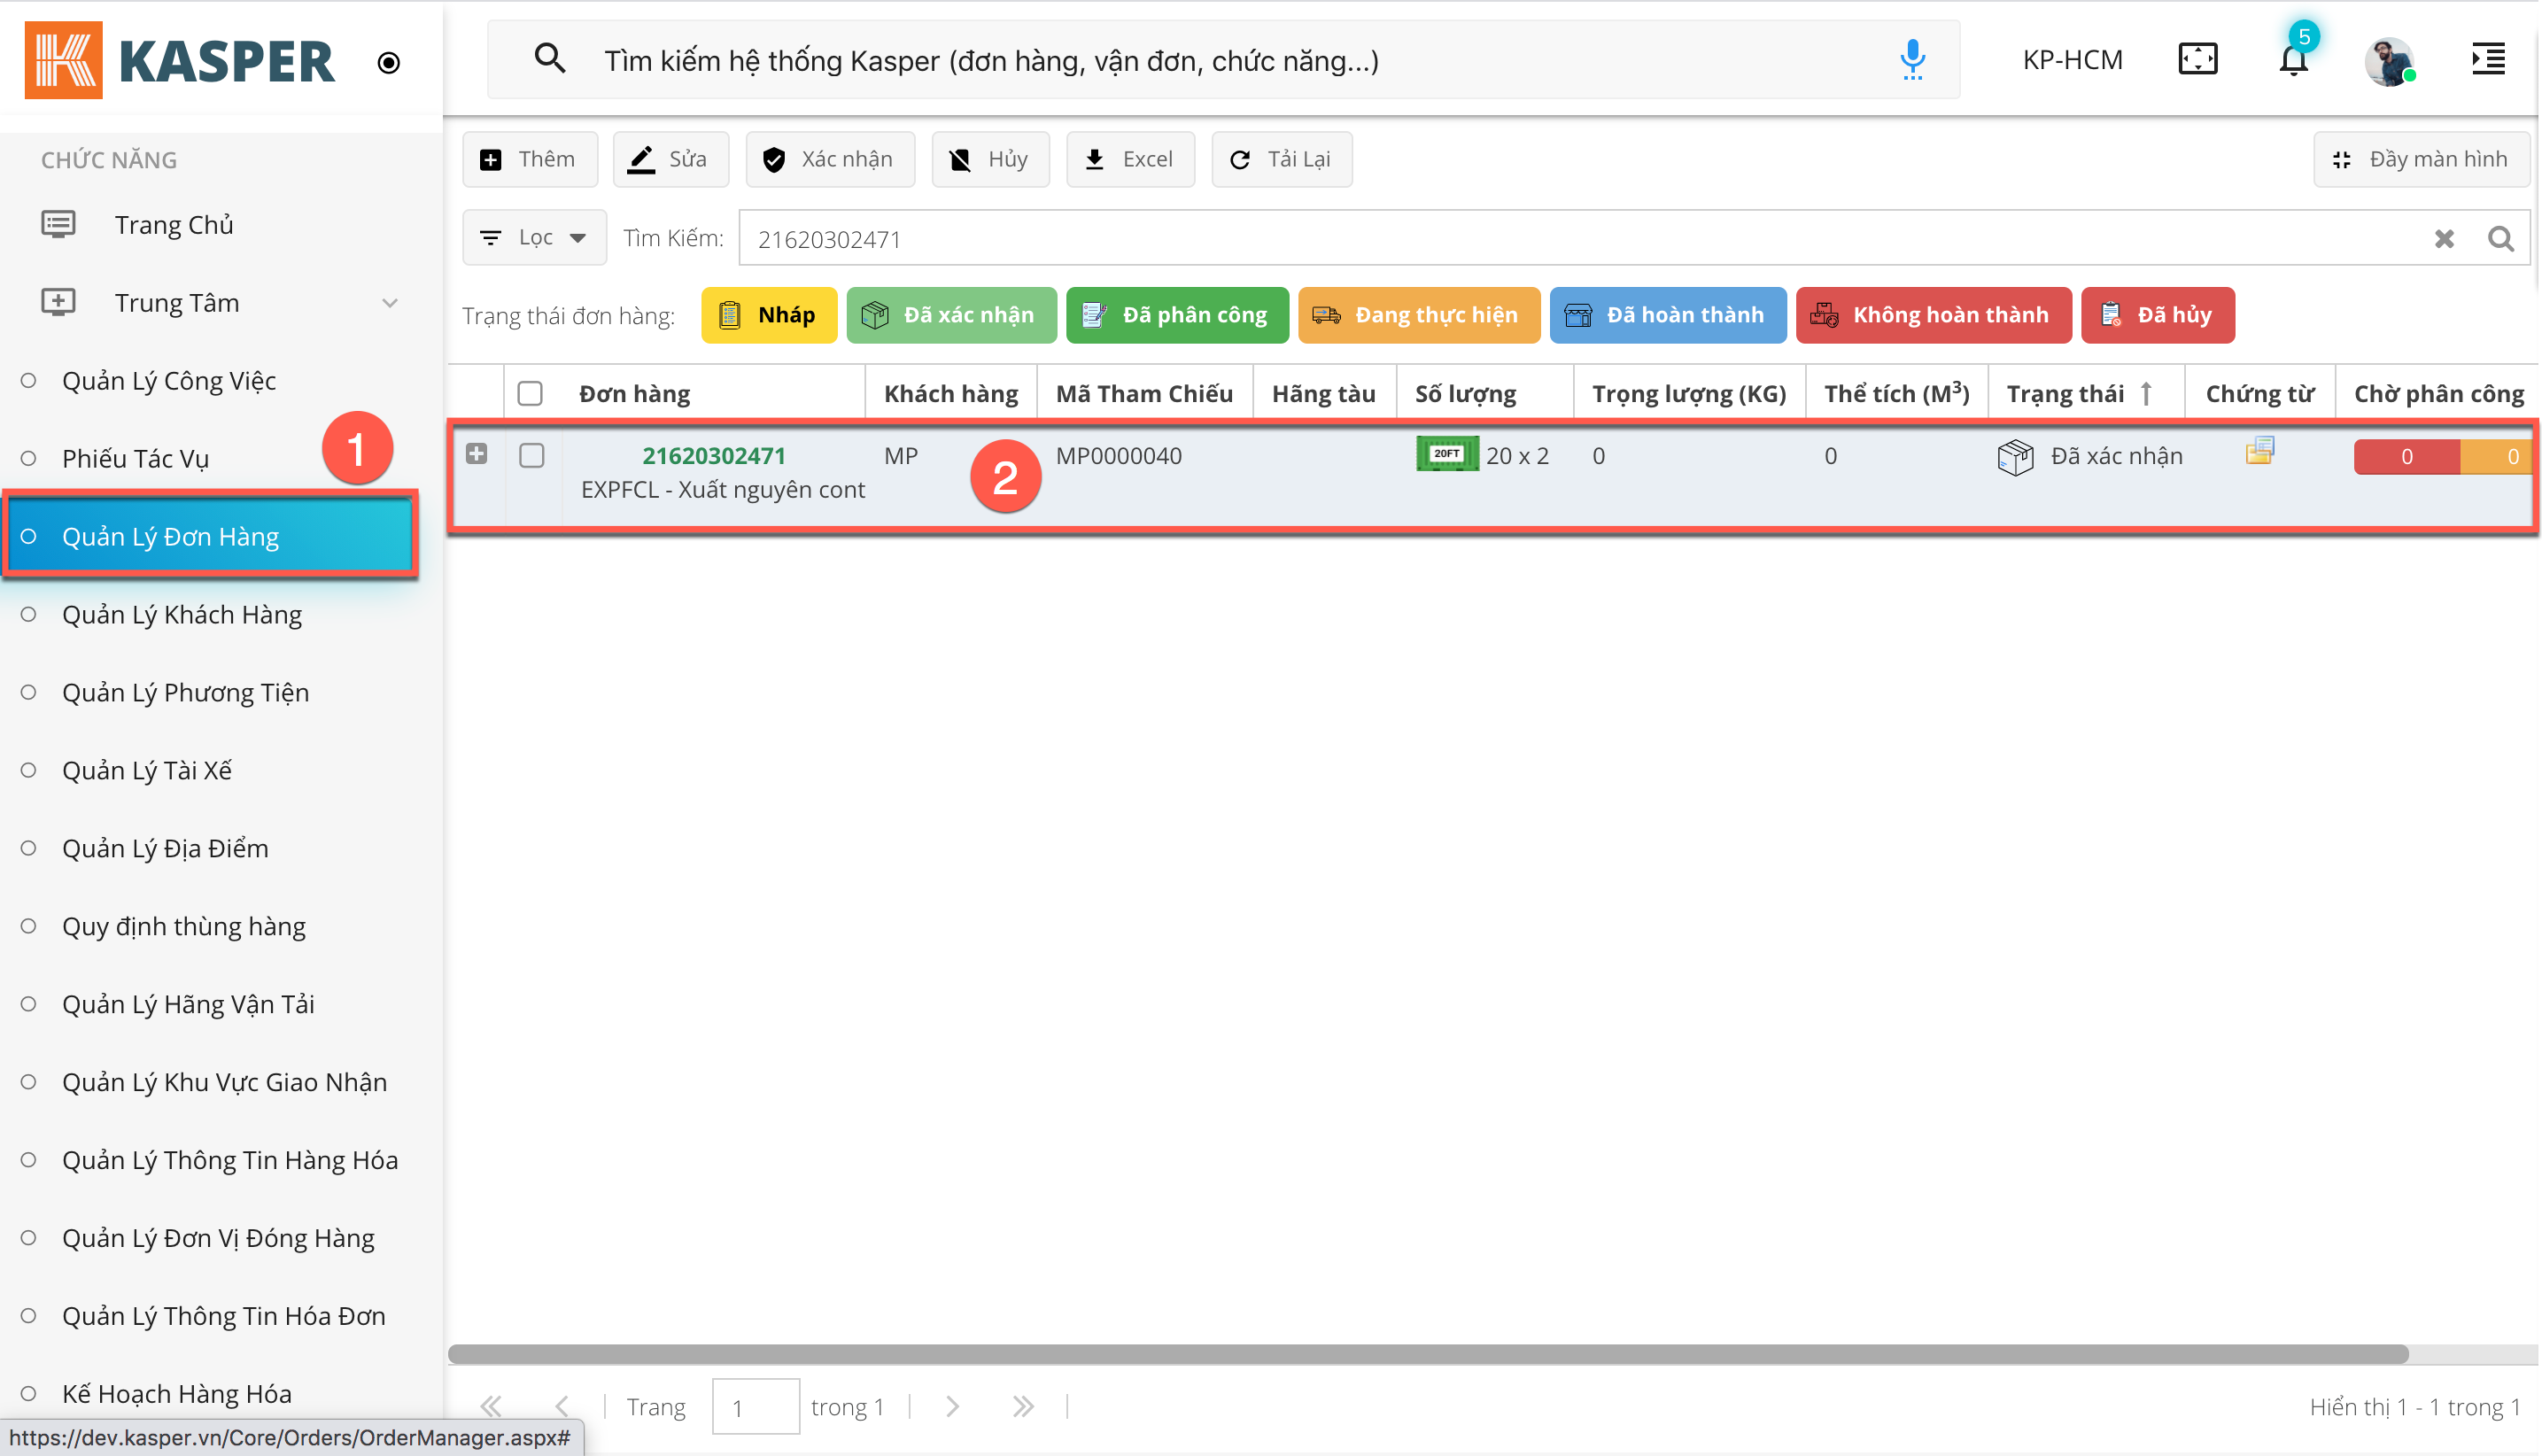 KASPER
Tìm kiếm hệ thống Kasper (đơn hàng, vận đơn, chức năng...)
KP-HCM
5
CHỨC NĂNG
Trang Chủ
Trung Tâm
Quản Lý Công Việc
Phiếu Tác Vụ
1
Quản Lý Đơn Hàng
Quản Lý Khách Hàng
Quản Lý Phương Tiện
Quản Lý Tài Xế
Quản Lý Địa Điểm
Quy định thùng hàng
Quản Lý Hãng Vận Tải
Quản Lý Khu Vực Giao Nhận
Quản Lý Thông Tin Hàng Hóa
Quản Lý Đơn Vị Đóng Hàng
Quản Lý Thông Tin Hóa Đơn
Kế Hoạch Hàng Hóa
https://dev.kasper.vn/Core/Orders/OrderManager.aspx#
Thêm Sửa Xác nhận Hủy Excel Tải Lại Đầy màn hình
Lọc Tìm Kiếm: 21620302471
Trạng thái đơn hàng: Nháp Đã xác nhận Đã phân công Đang thực hiện Đã hoàn thành Không hoàn thành Đã hủy
Đơn hàng Khách hàng Mã Tham Chiếu Hãng tàu Số lượng Trọng lượng (KG) Thể tích (M³) Trạng thái Chứng từ Chờ phân công
21620302471 MP MP0000040 20FT 20 x 2 0 0 Đã xác nhận 0 0
EXPFCL - Xuất nguyên cont
2
Trang 1 trong 1
Hiển thị 1 - 1 trong 1